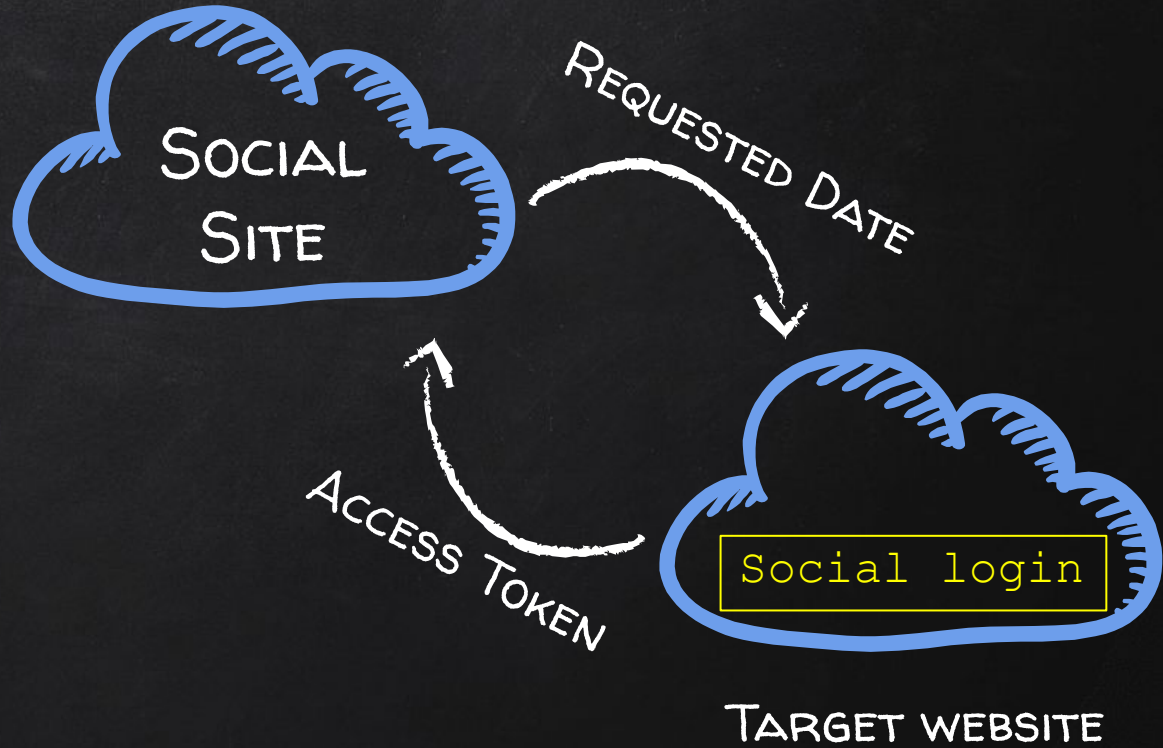 SOCIAL
SITE
REQUESTED DATE
ACCESS TOKEN
Social login
TARGET WEBSITE